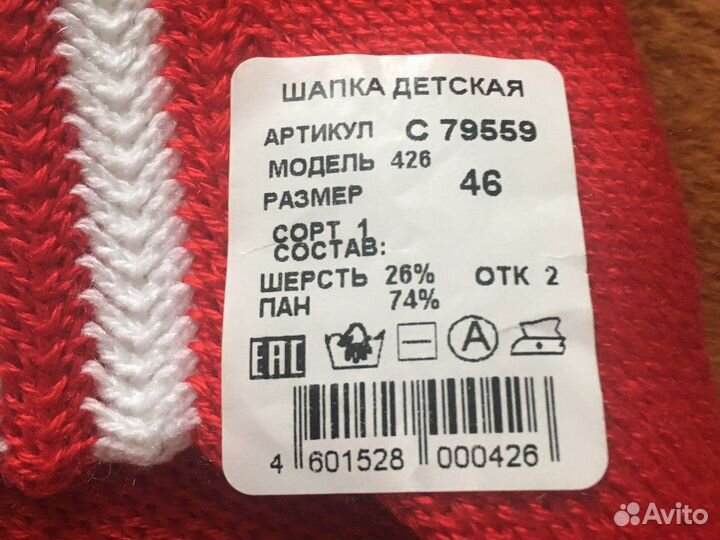 ШАПКА ДЕТСКАЯ
АРТИКУЛ С 79559
МОДЕЛЬ 426
РАЗМЕР 46
СОРТ 1
СОСТАВ:
ШЕРСТЬ 26% ОТК 2
ПАН 74%
EAC A
4 601528 000426
Avito